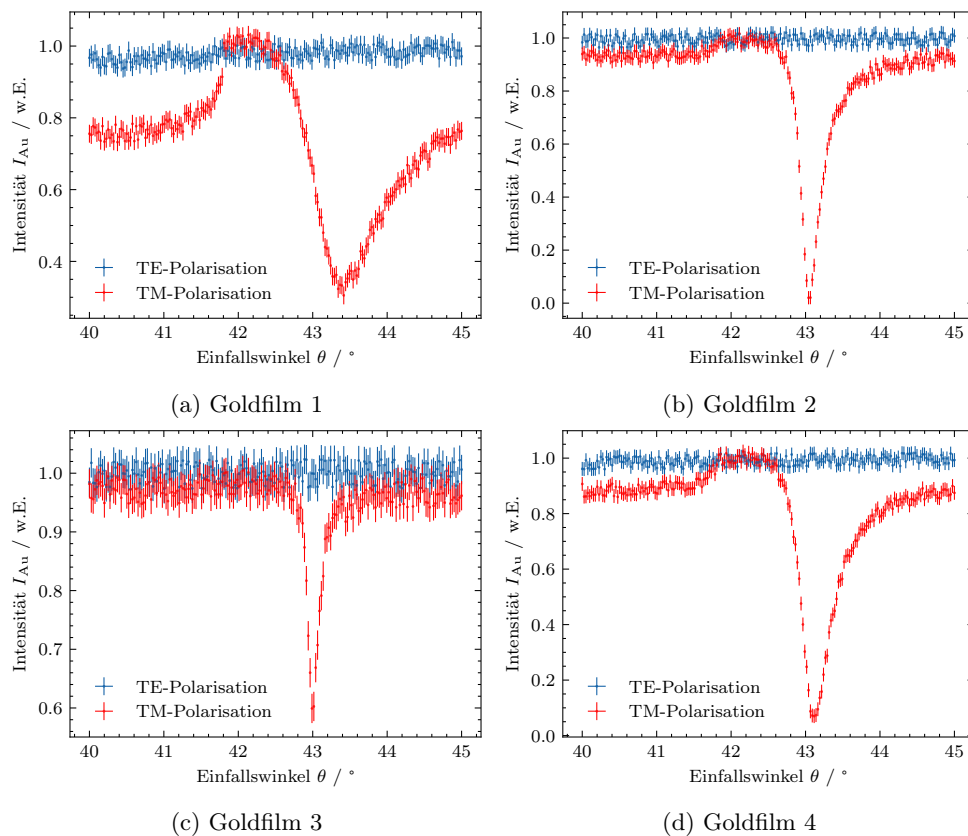 1.0
0.8
0.6
0.4
Intensität I_Au / w.E.
TE-Polarisation
TM-Polarisation
40 41 42 43 44 45
Einfallswinkel θ / °
(a) Goldfilm 1
1.0
0.8
0.6
0.4
0.2
0.0
Intensität I_Au / w.E.
TE-Polarisation
TM-Polarisation
40 41 42 43 44 45
Einfallswinkel θ / °
(b) Goldfilm 2
1.0
0.9
0.8
0.7
0.6
Intensität I_Au / w.E.
TE-Polarisation
TM-Polarisation
40 41 42 43 44 45
Einfallswinkel θ / °
(c) Goldfilm 3
1.0
0.8
0.6
0.4
0.2
0.0
Intensität I_Au / w.E.
TE-Polarisation
TM-Polarisation
40 41 42 43 44 45
Einfallswinkel θ / °
(d) Goldfilm 4